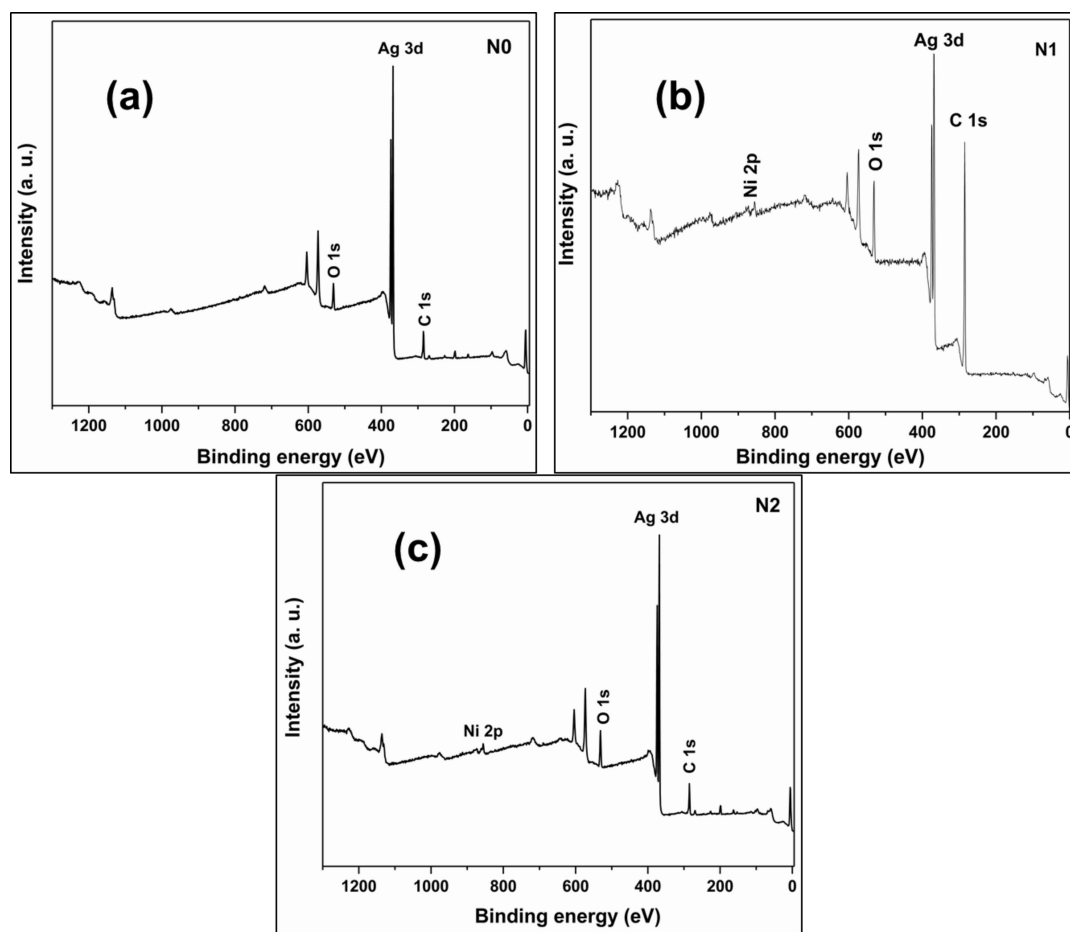 Ag 3d
N0
(a)
O 1s
C 1s
Intensity (a. u.)
1200 1000 800 600 400 200 0
Binding energy (eV)
Ag 3d
N1
(b)
C 1s
O 1s
Ni 2p
Intensity (a. u.)
1200 1000 800 600 400 200 0
Binding energy (eV)
N2
Ag 3d
(c)
O 1s
Ni 2p
C 1s
Intensity (a. u.)
1200 1000 800 600 400 200 0
Binding energy (eV)